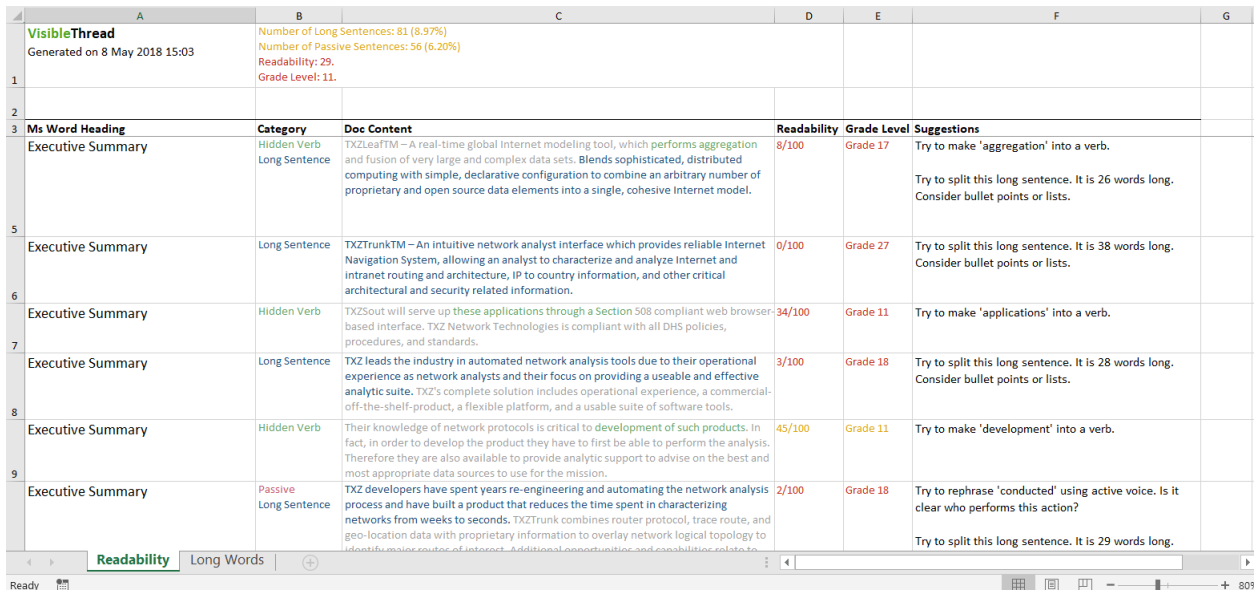 A B C D E F G
1 VisibleThread
Generated on 8 May 2018 15:03
Number of Long Sentences: 81 (8.97%)
Number of Passive Sentences: 56 (6.20%)
Readability: 29.
Grade Level: 11.
2
3 Ms Word Heading Category Doc Content Readability Grade Level Suggestions
5 Executive Summary
Hidden Verb
Long Sentence
TXZLeafTM – A real-time global Internet modeling tool, which performs aggregation
and fusion of very large and complex data sets. Blends sophisticated, distributed
computing with simple, declarative configuration to combine an arbitrary number of
proprietary and open source data elements into a single, cohesive Internet model.
8/100
Grade 17
Try to make 'aggregation' into a verb.
Try to split this long sentence. It is 26 words long.
Consider bullet points or lists.
6 Executive Summary
Long Sentence
TXZTrunkTM – An intuitive network analyst interface which provides reliable Internet
Navigation System, allowing an analyst to characterize and analyze Internet and
intranet routing and architecture, IP to country information, and other critical
architectural and security related information.
0/100
Grade 27
Try to split this long sentence. It is 38 words long.
Consider bullet points or lists.
7 Executive Summary
Hidden Verb
TXZSout will serve up these applications through a Section 508 compliant web browser-
based interface. TXZ Network Technologies is compliant with all DHS policies,
procedures, and standards.
34/100
Grade 11
Try to make 'applications' into a verb.
8 Executive Summary
Long Sentence
TXZ leads the industry in automated network analysis tools due to their operational
experience as network analysts and their focus on providing a useable and effective
analytic suite. TXZ's complete solution includes operational experience, a commercial-
off-the-shelf-product, a flexible platform, and a usable suite of software tools.
3/100
Grade 18
Try to split this long sentence. It is 28 words long.
Consider bullet points or lists.
9 Executive Summary
Hidden Verb
Their knowledge of network protocols is critical to development of such products. In
fact, in order to develop the product they have to first be able to perform the analysis.
Therefore they are also available to provide analytic support to advise on the best and
most appropriate data sources to use for the mission.
45/100
Grade 11
Try to make 'development' into a verb.
Executive Summary
Passive
Long Sentence
TXZ developers have spent years re-engineering and automating the network analysis
process and have built a product that reduces the time spent in characterizing
networks from weeks to seconds. TXZTrunk combines router protocol, trace route, and
geo-location data with proprietary information to overlay network logical topology to
identify major routes of interest. Additional opportunities and capabilities relate to
2/100
Grade 18
Try to rephrase 'conducted' using active voice. Is it
clear who performs this action?
Try to split this long sentence. It is 29 words long.
Readability Long Words
Ready 80%